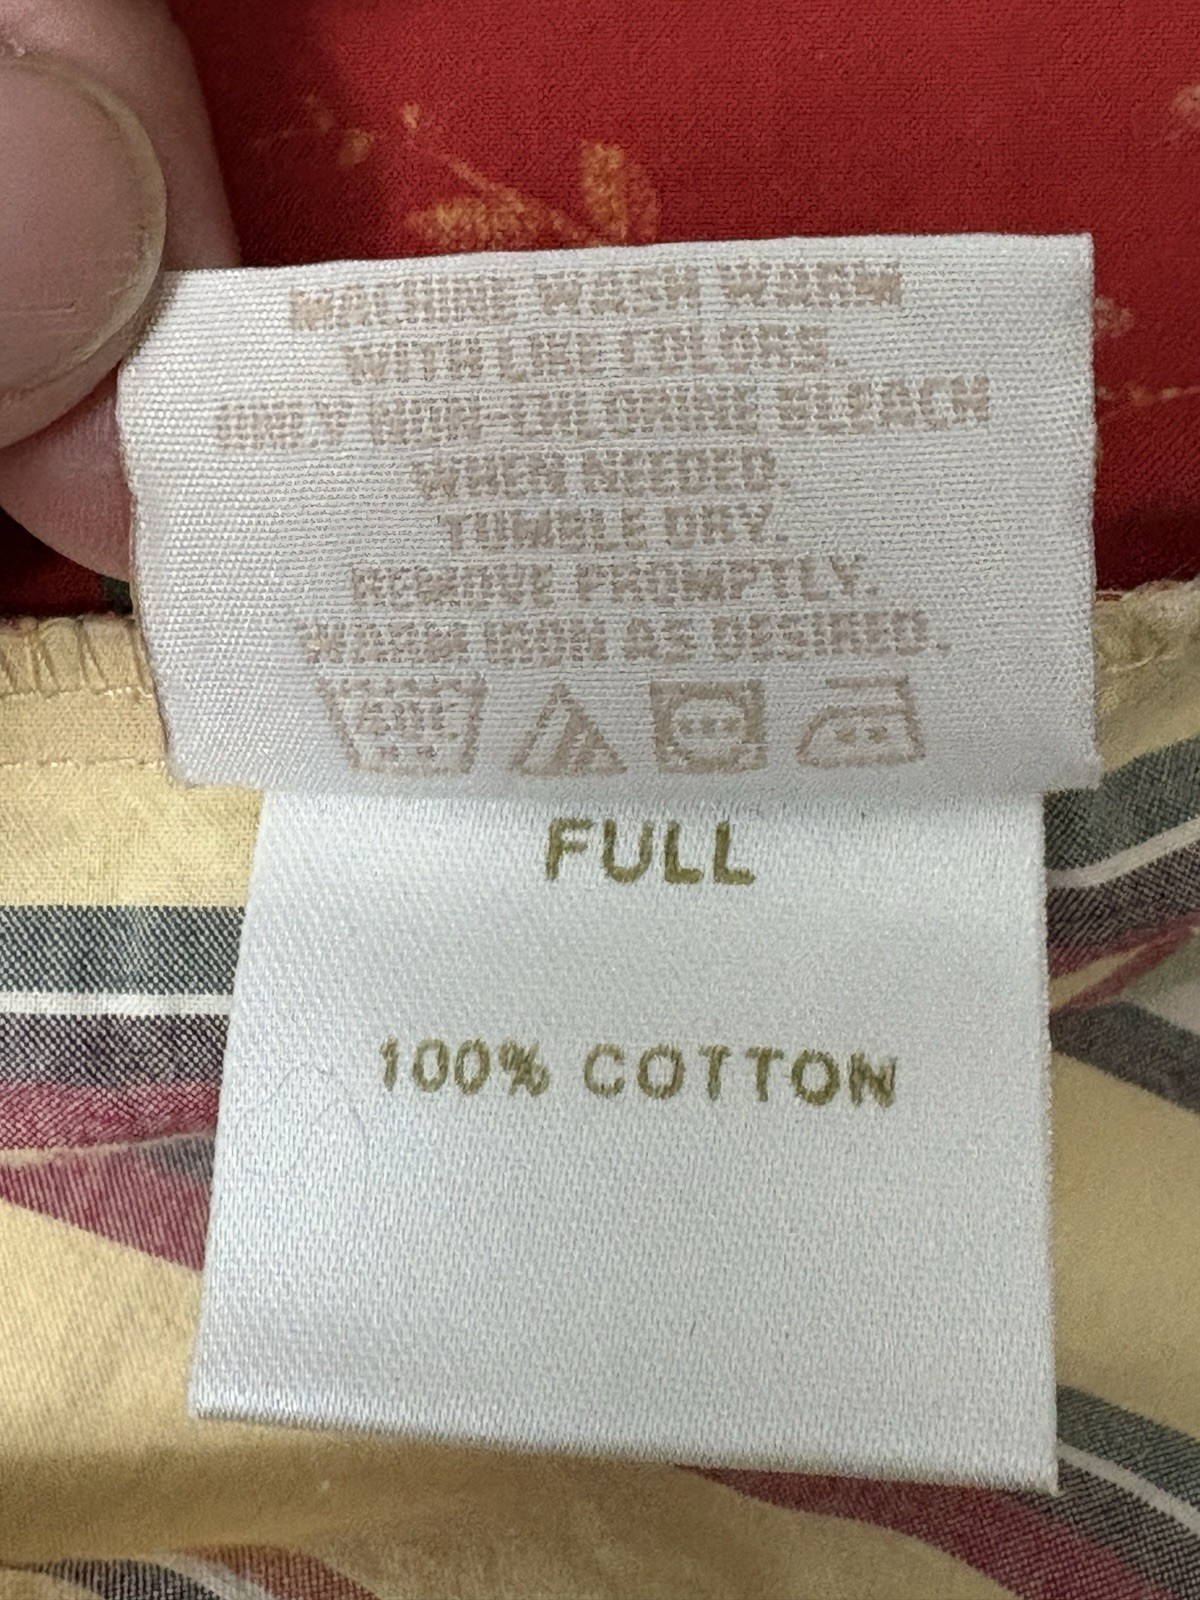 MACHINE WASH WARM
WITH LIKE COLORS.
ONLY NON-CHLORINE BLEACH
WHEN NEEDED.
TUMBLE DRY.
REMOVE PROMPTLY.
WARM IRON AS DESIRED.
FULL
100% COTTON